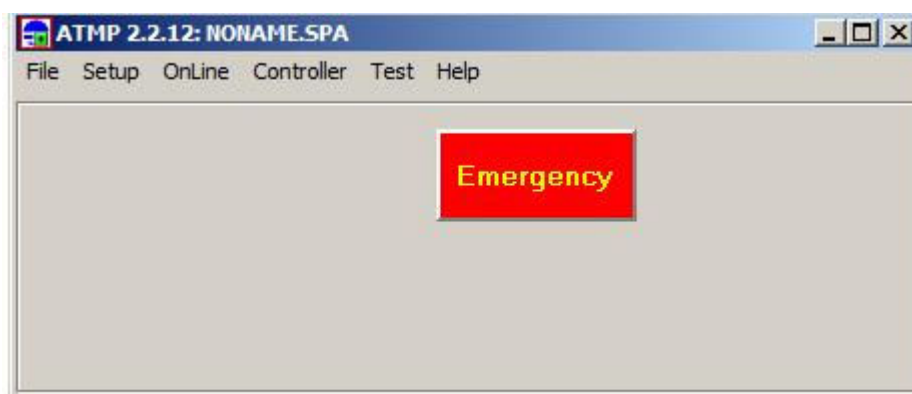 ATMP 2.2.12: NONAME.SPA
File Setup OnLine Controller Test Help
Emergency